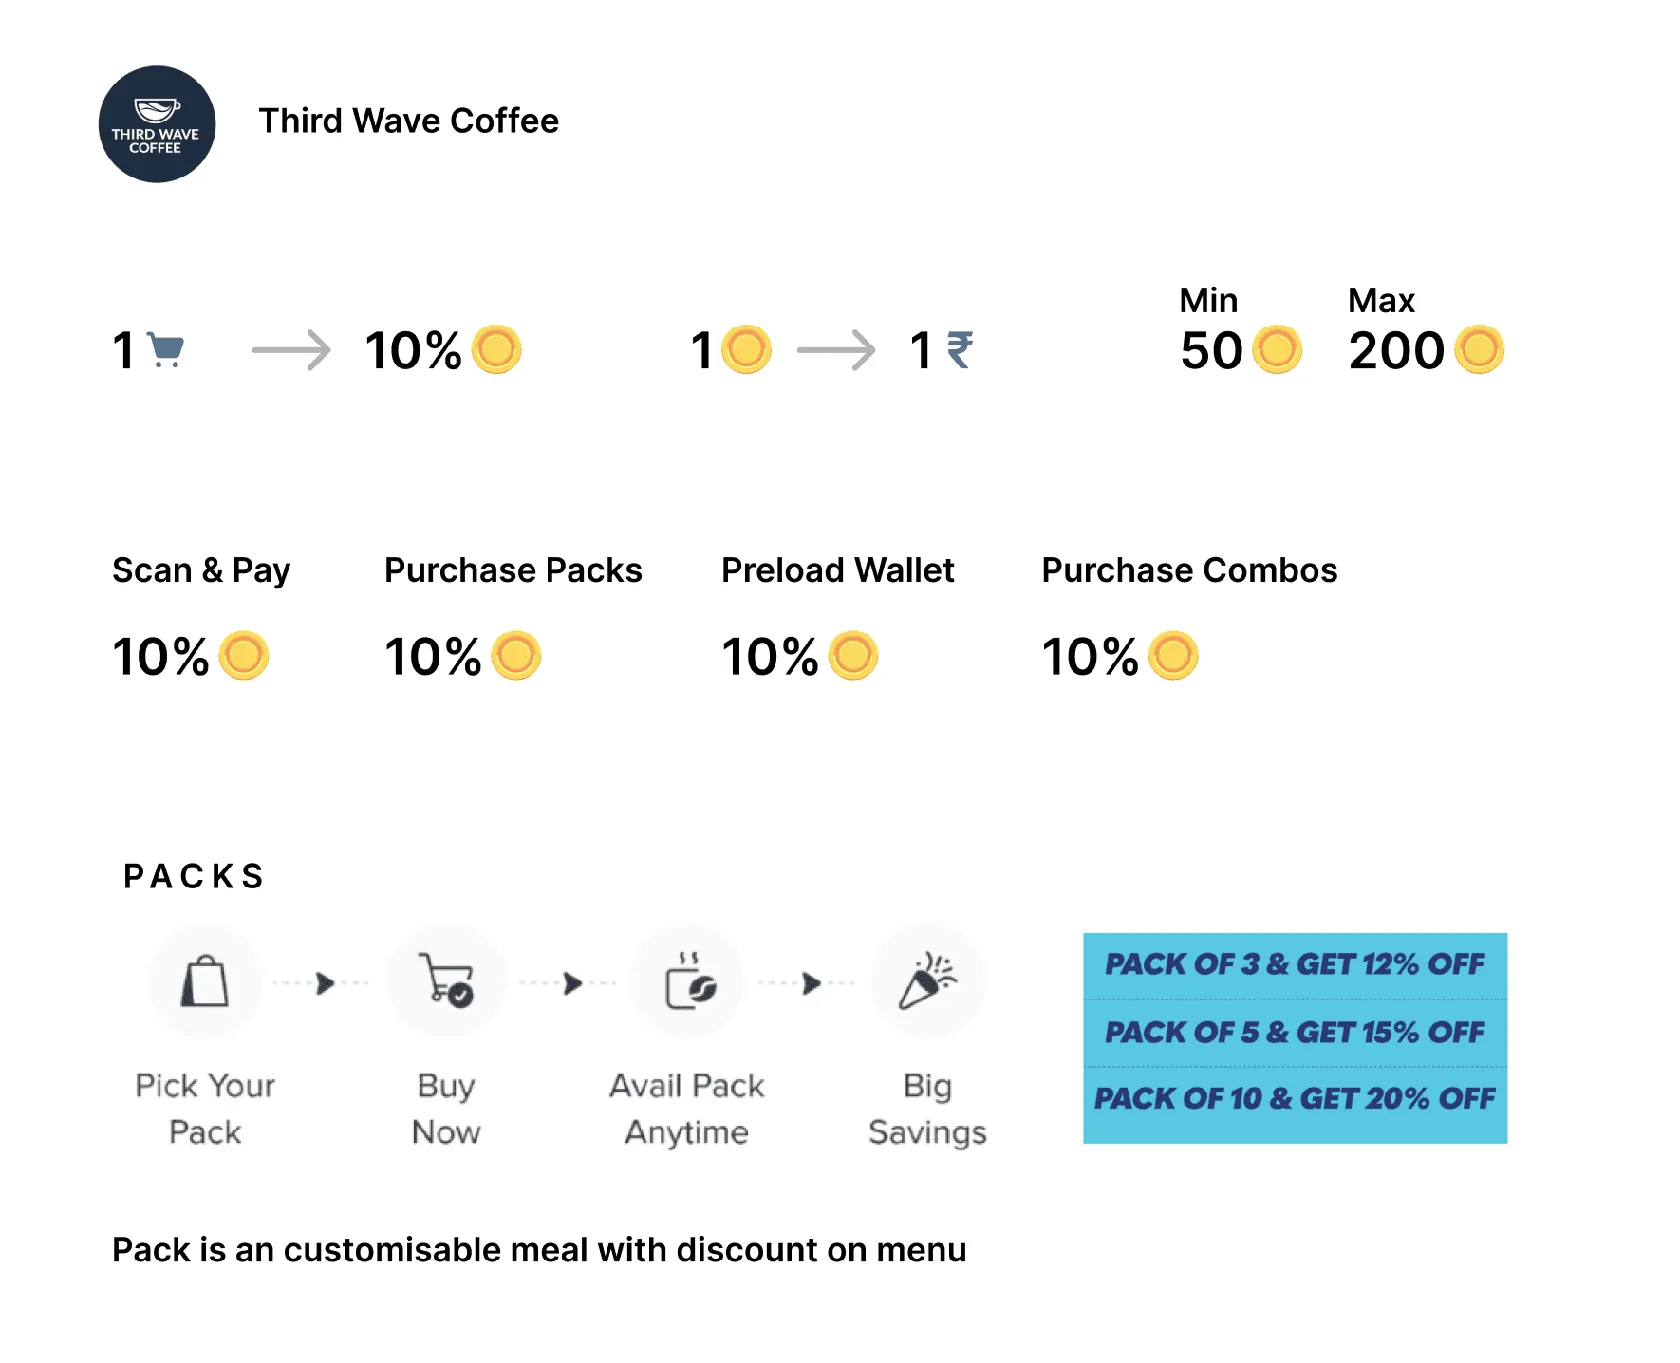 THIRD WAVE
COFFEE
Third Wave Coffee
Min
Max
1
10%
1
1 ₹
50
200
Scan & Pay
Purchase Packs
Preload Wallet
Purchase Combos
10%
10%
10%
10%
PACKS
PACK OF 3 & GET 12% OFF
PACK OF 5 & GET 15% OFF
PACK OF 10 & GET 20% OFF
Pick Your
Pack
Buy
Now
Avail Pack
Anytime
Big
Savings
Pack is an customisable meal with discount on menu